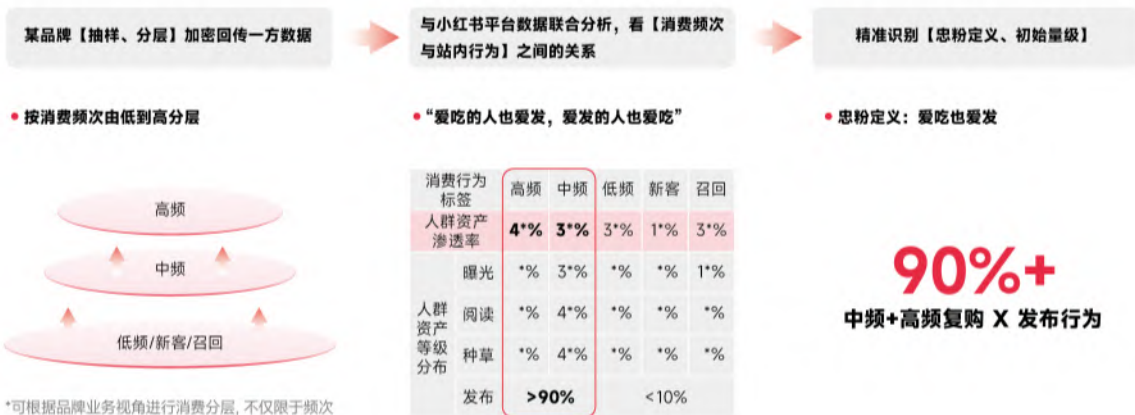 某品牌【抽样、分层】加密回传一方数据
与小红书平台数据联合分析，看【消费频次
与站内行为】之间的关系
精准识别【忠粉定义、初始量级】
• 按消费频次由低到高分层
高频
中频
低频/新客/召回
*可根据品牌业务视角进行消费分层, 不仅限于频次
• “爱吃的人也爱发，爱发的人也爱吃”
消费行为
标签
高频 中频 低频 新客 召回
人群资产
渗透率
4*% 3*% 3*% 1*% 3*%
人群
资产
等级
分布
曝光 *% 3*% *% *% 1*%
阅读 *% 4*% *% *% *%
种草 *% 4*% *% *% *%
发布 >90% <10%
• 忠粉定义：爱吃也爱发
90%+
中频+高频复购 X 发布行为